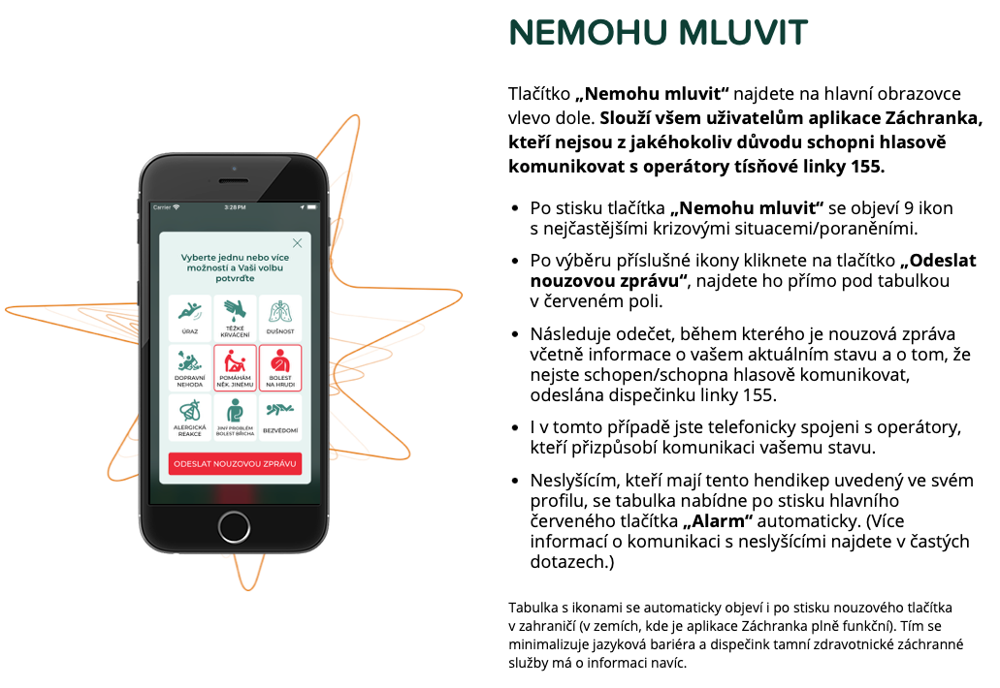 NEMOHU MLUVIT
Tlačítko „Nemohu mluvit“ najdete na hlavní obrazovce
vlevo dole. Slouží všem uživatelům aplikace Záchranka,
kteří nejsou z jakéhokoliv důvodu schopni hlasově
komunikovat s operátory tísňové linky 155.
• Po stisku tlačítka „Nemohu mluvit“ se objeví 9 ikon
s nejčastějšími krizovými situacemi/poraněními.
• Po výběru příslušné ikony kliknete na tlačítko „Odeslat
nouzovou zprávu“, najdete ho přímo pod tabulkou
v červeném poli.
• Následuje odečet, během kterého je nouzová zpráva
včetně informace o vašem aktuálním stavu a o tom, že
nejste schopen/schopna hlasově komunikovat,
odeslána dispečinku linky 155.
• I v tomto případě jste telefonicky spojeni s operátory,
kteří přizpůsobí komunikaci vašemu stavu.
• Neslyšícím, kteří mají tento hendikep uvedený ve svém
profilu, se tabulka nabídne po stisku hlavního
červeného tlačítka „Alarm“ automaticky. (Více
informací o komunikaci s neslyšícími najdete v častých
dotazech.)
Tabulka s ikonami se automaticky objeví i po stisku nouzového tlačítka
v zahraničí (v zemích, kde je aplikace Záchranka plně funkční). Tím se
minimalizuje jazyková bariéra a dispečink tamní zdravotnické záchranné
služby má o informaci navíc.
Carrier 3:28 PM
Vyberte jednu nebo více
možností a Vaši volbu
potvrďte
ÚRAZ
TĚŽKÉ
KRVÁCENÍ
DUŠNOST
DOPRAVNÍ
NEHODA
POMÁHÁM
NĚK. JINÉMU
BOLEST
NA HRUDI
ALERGICKÁ
REAKCE
JINÝ PROBLÉM
BOLEST BŘICHA
BEZVĚDOMÍ
ODESLAT NOUZOVOU ZPRÁVU